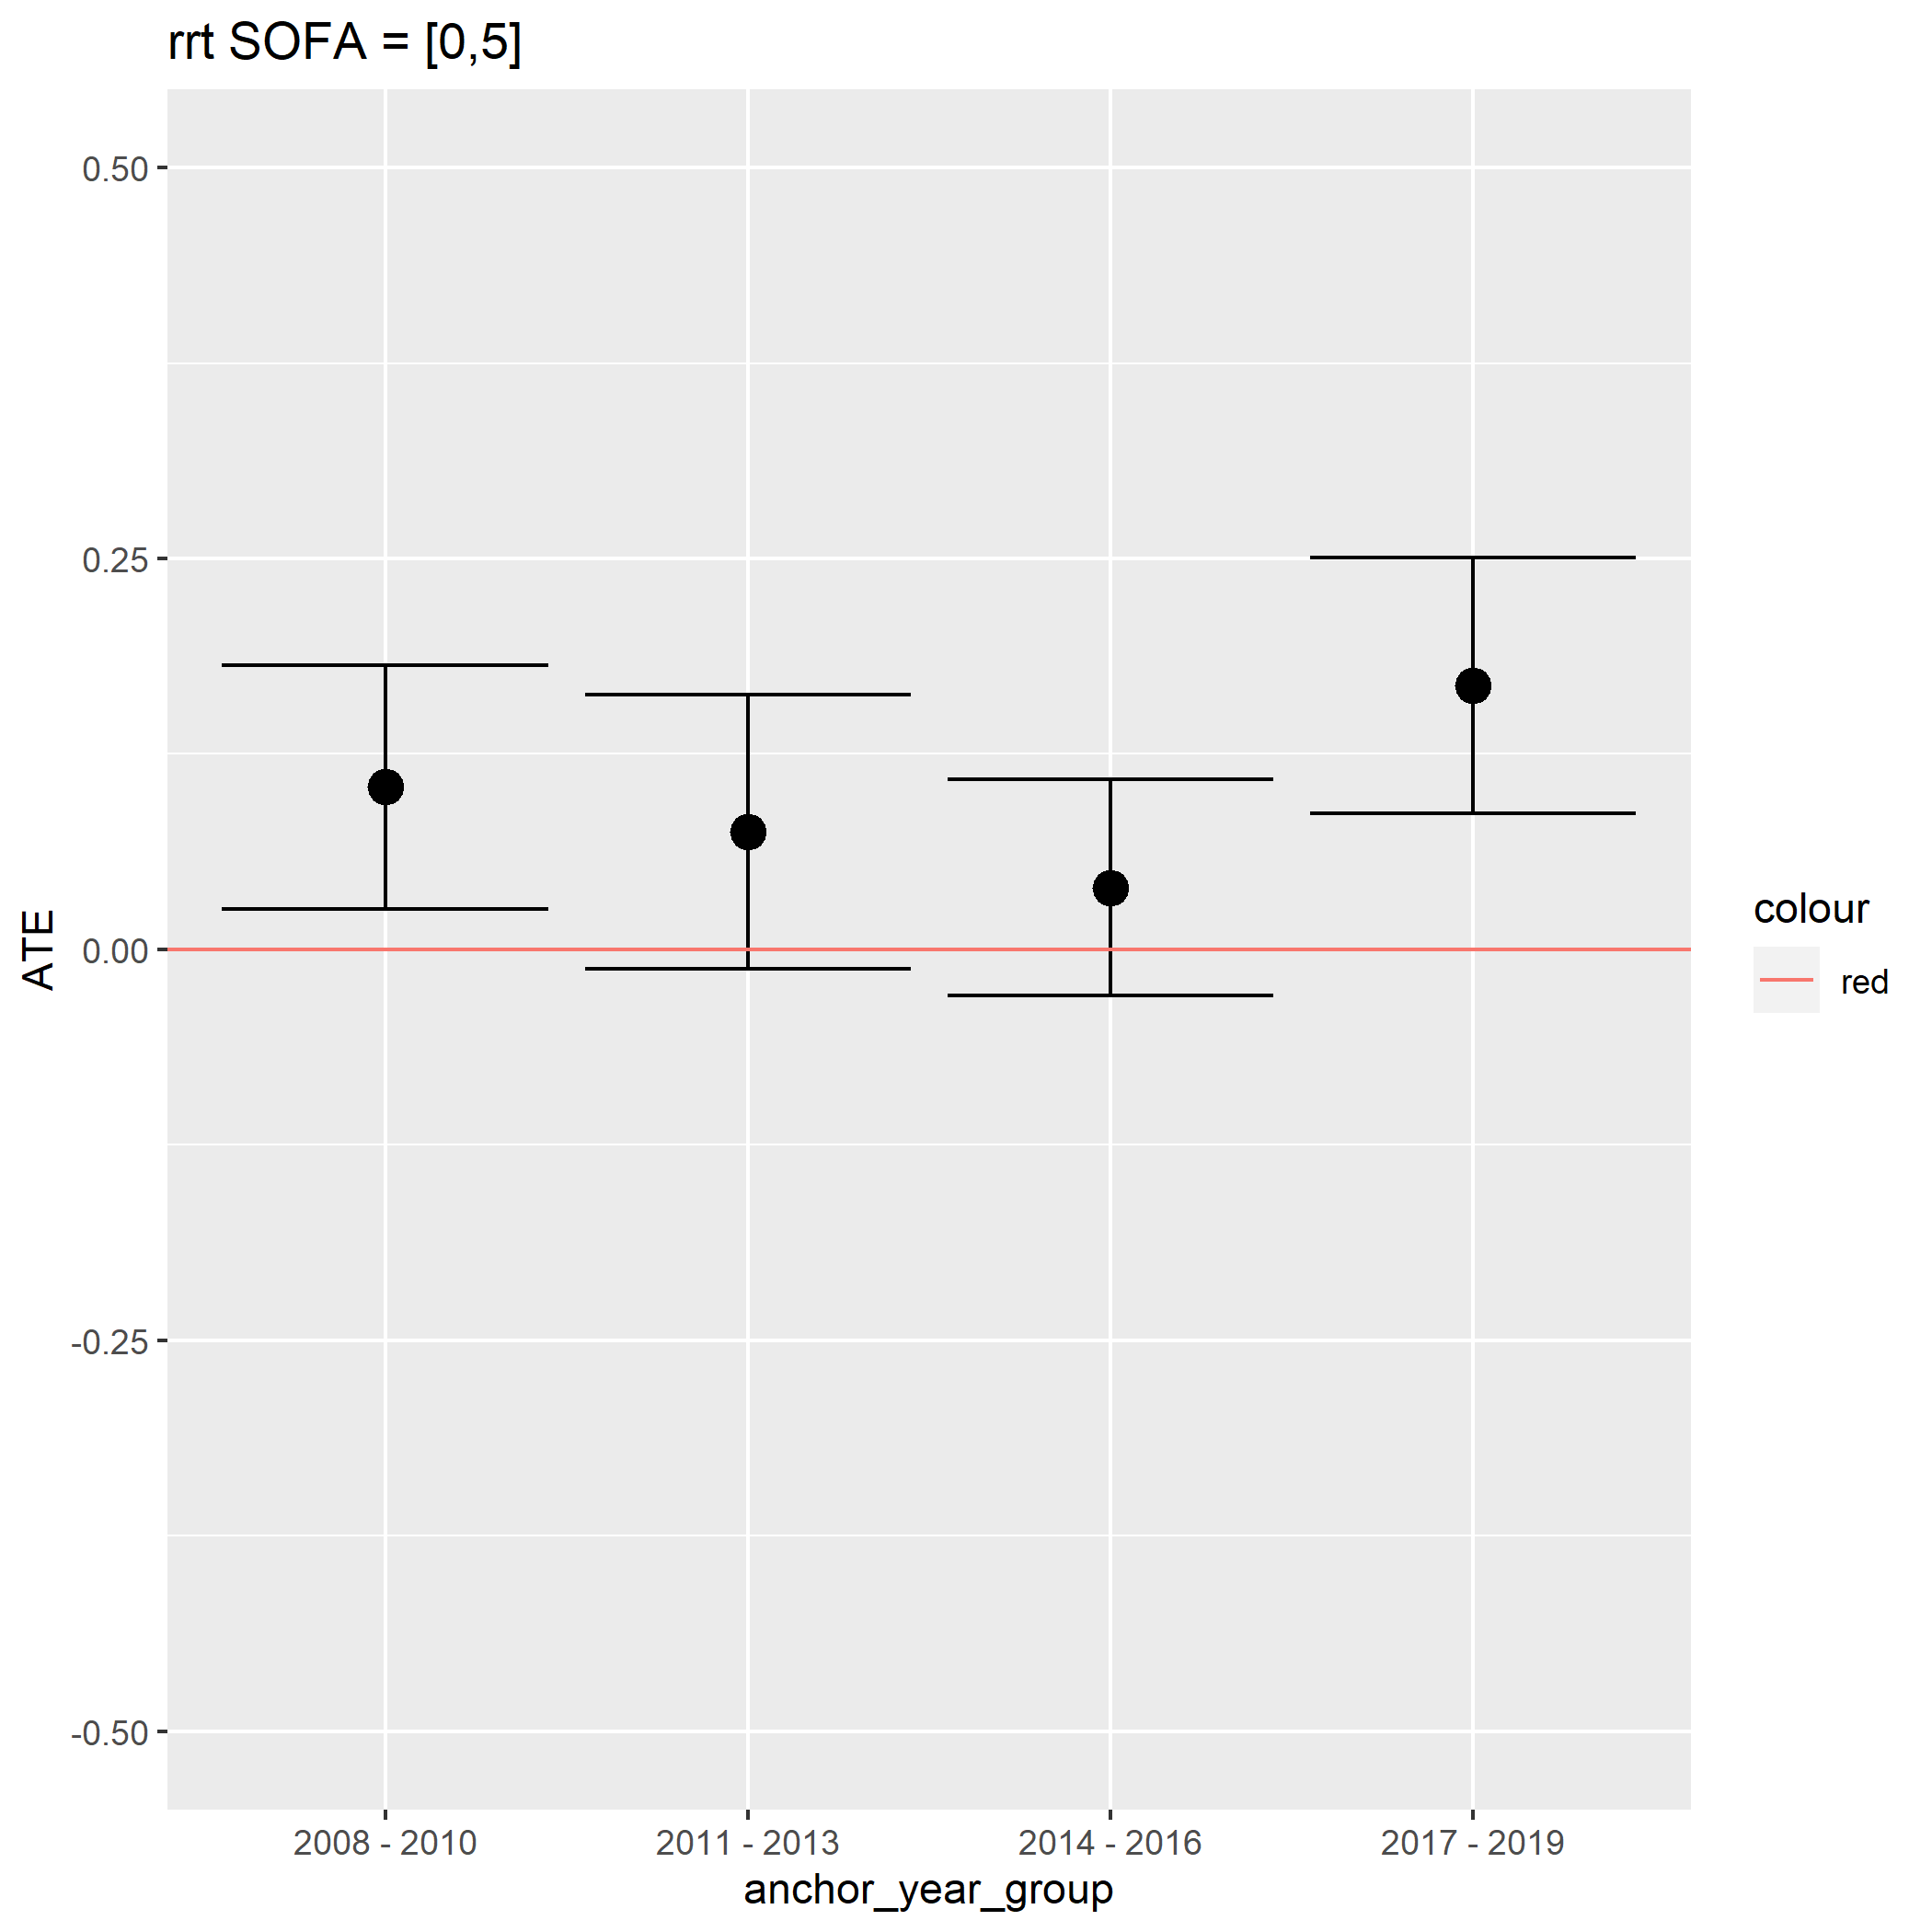 rrt SOFA = [0,5]
0.50
0.25
0.00
-0.25
-0.50
ATE
2008 - 2010
2011 - 2013
2014 - 2016
2017 - 2019
anchor_year_group
colour
red